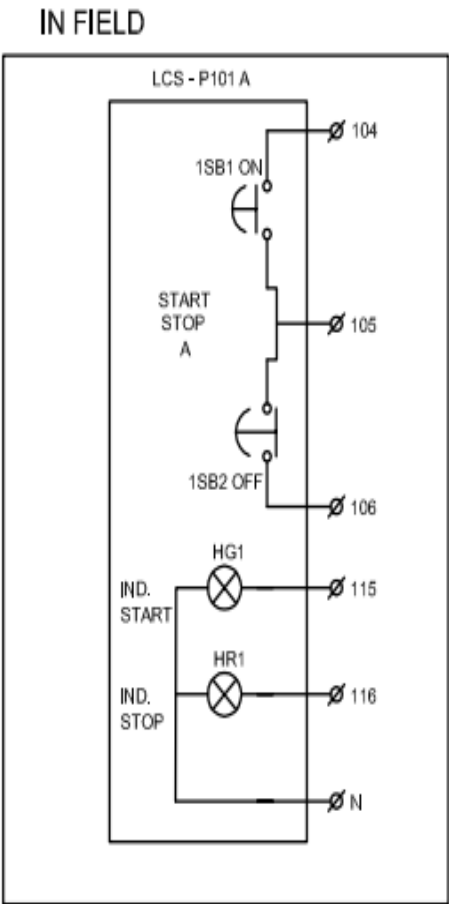 IN FIELD
LCS - P101 A
104
1SB1 ON
START
STOP
A
105
1SB2 OFF
106
HG1
IND.
START
115
HR1
IND.
STOP
116
N